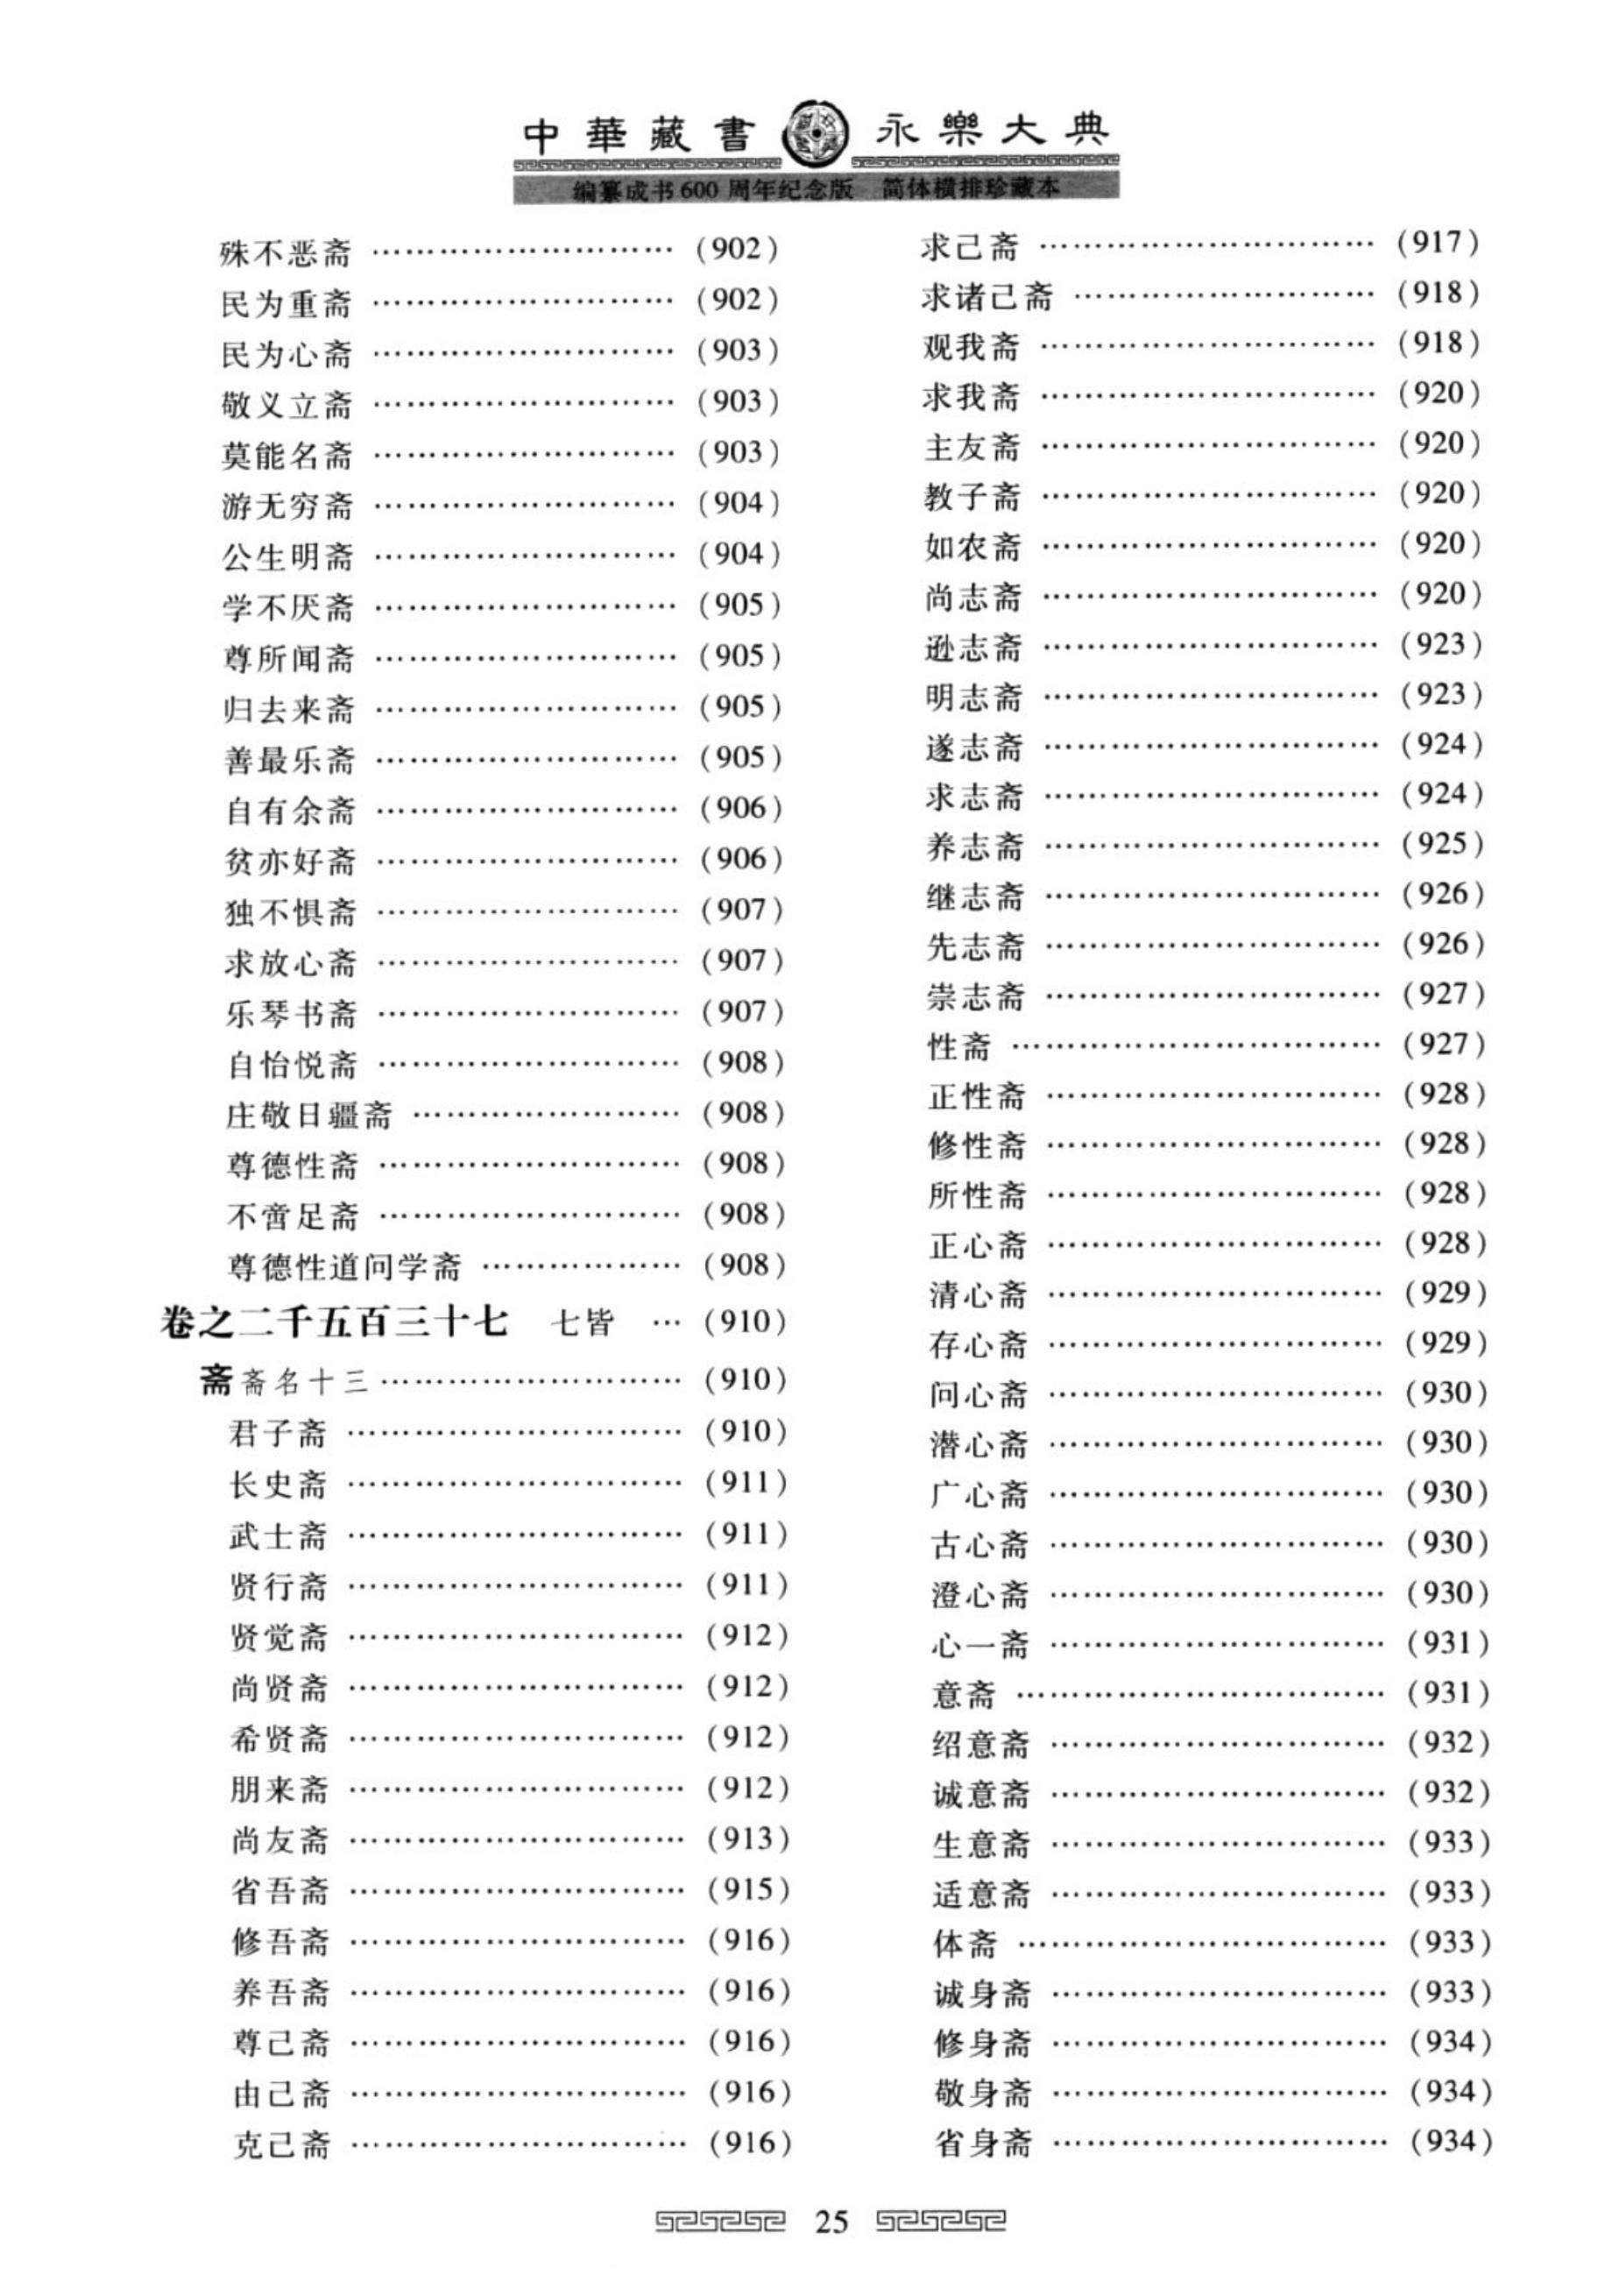 中華藏書 永樂大典
编纂成书600周年纪念版 简体横排珍藏本
殊不恶斋 …………………………（902）
民为重斋 …………………………（902）
民为心斋 …………………………（903）
敬义立斋 …………………………（903）
莫能名斋 …………………………（903）
游无穷斋 …………………………（904）
公生明斋 …………………………（904）
学不厌斋 …………………………（905）
尊所闻斋 …………………………（905）
归去来斋 …………………………（905）
善最乐斋 …………………………（905）
自有余斋 …………………………（906）
贫亦好斋 …………………………（906）
独不惧斋 …………………………（907）
求放心斋 …………………………（907）
乐琴书斋 …………………………（907）
自怡悦斋 …………………………（908）
庄敬日疆斋 ………………………（908）
尊德性斋 …………………………（908）
不啻足斋 …………………………（908）
尊德性道问学斋 …………………（908）
卷之二千五百三十七 七皆 …（910）
斋 斋名十三 …………………………（910）
君子斋 ……………………………（910）
长史斋 ……………………………（911）
武士斋 ……………………………（911）
贤行斋 ……………………………（911）
贤觉斋 ……………………………（912）
尚贤斋 ……………………………（912）
希贤斋 ……………………………（912）
朋来斋 ……………………………（912）
尚友斋 ……………………………（913）
省吾斋 ……………………………（915）
修吾斋 ……………………………（916）
养吾斋 ……………………………（916）
尊己斋 ……………………………（916）
由己斋 ……………………………（916）
克己斋 ……………………………（916）
求己斋 ……………………………（917）
求诸己斋 …………………………（918）
观我斋 ……………………………（918）
求我斋 ……………………………（920）
主友斋 ……………………………（920）
教子斋 ……………………………（920）
如农斋 ……………………………（920）
尚志斋 ……………………………（920）
逊志斋 ……………………………（923）
明志斋 ……………………………（923）
遂志斋 ……………………………（924）
求志斋 ……………………………（924）
养志斋 ……………………………（925）
继志斋 ……………………………（926）
先志斋 ……………………………（926）
崇志斋 ……………………………（927）
性斋 ………………………………（927）
正性斋 ……………………………（928）
修性斋 ……………………………（928）
所性斋 ……………………………（928）
正心斋 ……………………………（928）
清心斋 ……………………………（929）
存心斋 ……………………………（929）
问心斋 ……………………………（930）
潜心斋 ……………………………（930）
广心斋 ……………………………（930）
古心斋 ……………………………（930）
澄心斋 ……………………………（930）
心一斋 ……………………………（931）
意斋 ………………………………（931）
绍意斋 ……………………………（932）
诚意斋 ……………………………（932）
生意斋 ……………………………（933）
适意斋 ……………………………（933）
体斋 ………………………………（933）
诚身斋 ……………………………（933）
修身斋 ……………………………（934）
敬身斋 ……………………………（934）
省身斋 ……………………………（934）
25